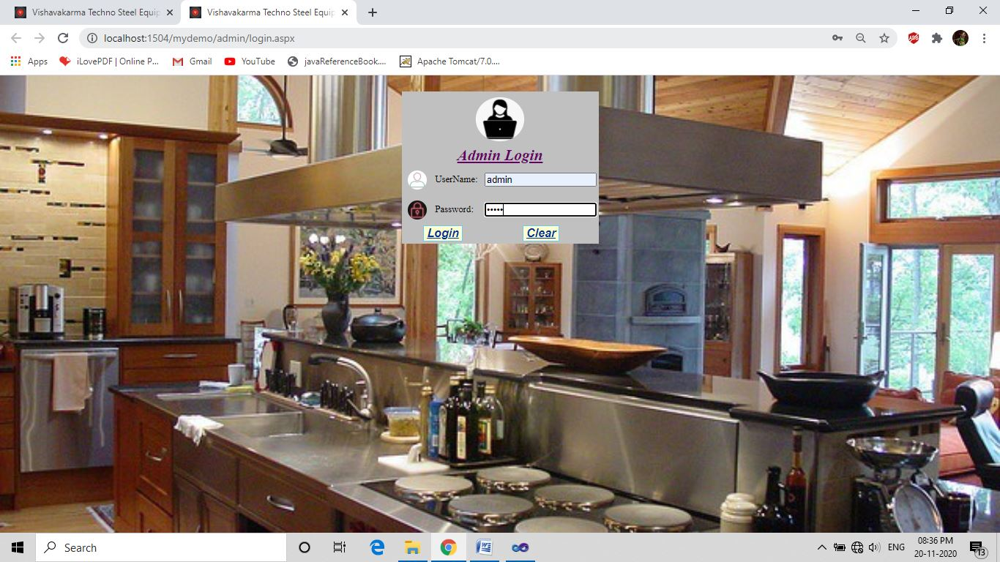 Vishavakarma Techno Steel Equip
Vishavakarma Techno Steel Equip
localhost:1504/mydemo/admin/login.aspx
ABP
Apps
iLovePDF | Online P...
Gmail
YouTube
javaReferenceBook....
Apache Tomcat/7.0....
Admin Login
UserName:
admin
Password:
•••••
Login
Clear
Search
ENG
08:36 PM
20-11-2020
13